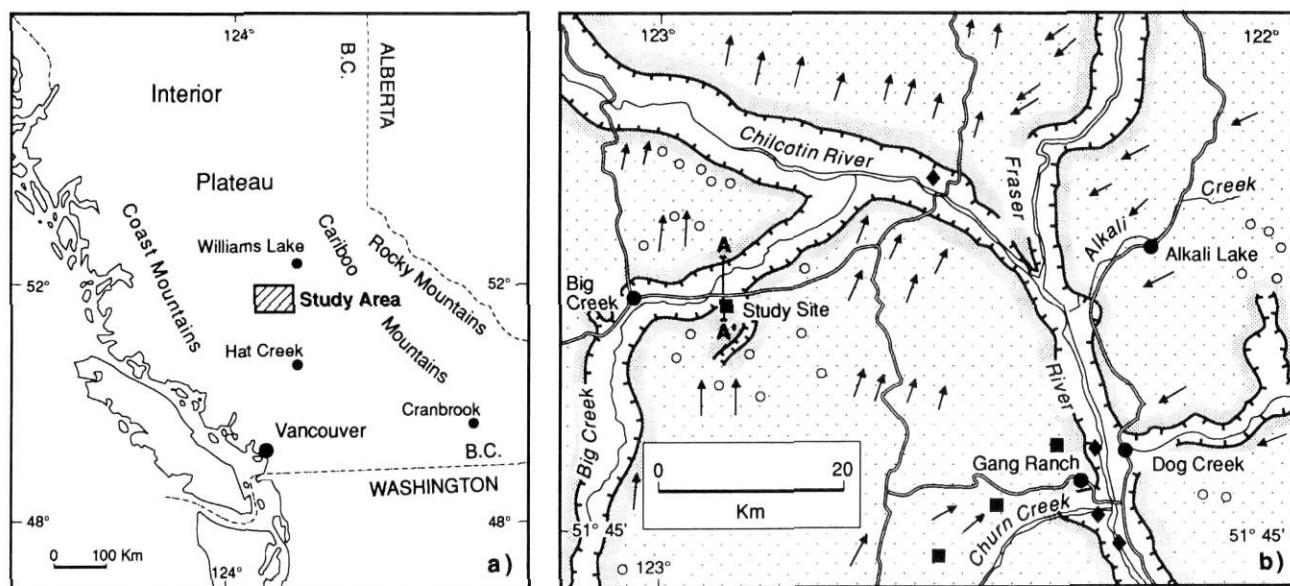 124°
B.C.
ALBERTA
Interior
Plateau
Williams Lake
Coast Mountains
Cariboo
Mountains
Rocky Mountains
52°
52°
Study Area
Hat Creek
Cranbrook
Vancouver
B.C.
WASHINGTON
48°
48°
0 100 Km
124°
a)
123°
122°
Chilcotin River
Fraser
River
Alkali
Creek
Alkali Lake
A
A'
Big
Creek
Study Site
Big Creek
0 20
Km
Gang Ranch
Dog Creek
Churn Creek
51° 45'
51° 45'
123°
b)